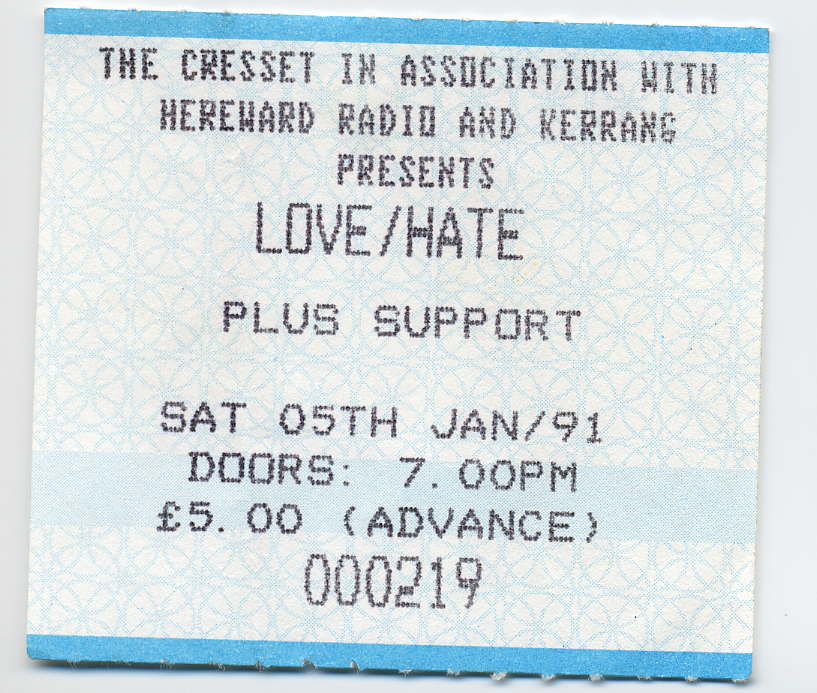 THE CRESSET IN ASSOCIATION WITH
HEREWARD RADIO AND KERRANG
PRESENTS
LOVE/HATE
PLUS SUPPORT
SAT 05TH JAN/91
DOORS: 7.00PM
£5.00 (ADVANCE)
000219